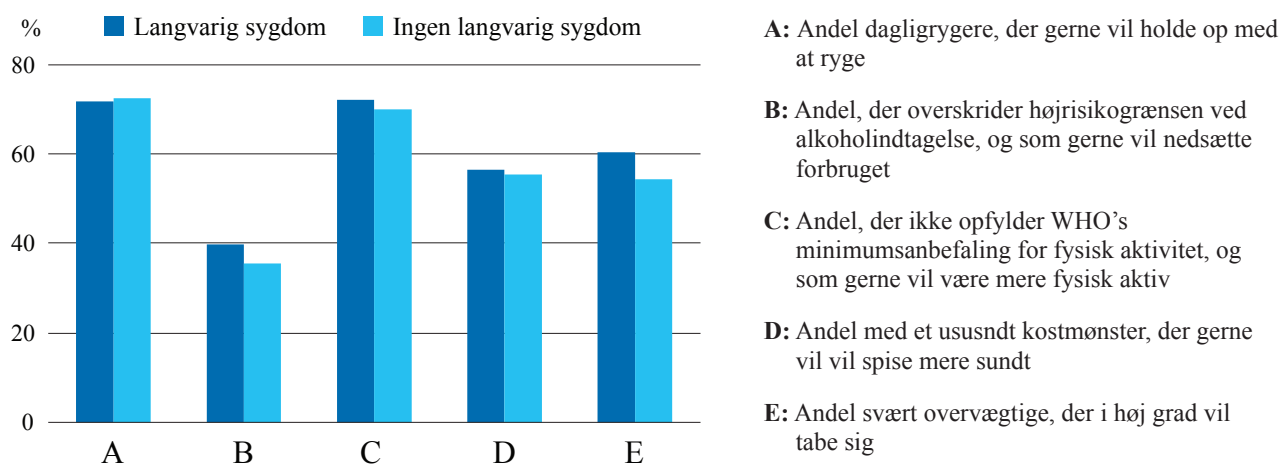 %
Langvarig sygdom
Ingen langvarig sygdom
80
60
40
20
0
A
B
C
D
E
A: Andel dagligrygere, der gerne vil holde op med
at ryge
B: Andel, der overskrider højrisikogrænsen ved
alkoholindtagelse, og som gerne vil nedsætte
forbruget
C: Andel, der ikke opfylder WHO’s
minimumsanbefaling for fysisk aktivitet, og
som gerne vil være mere fysisk aktiv
D: Andel med et ususndt kostmønster, der gerne
vil vil spise mere sundt
E: Andel svært overvægtige, der i høj grad vil
tabe sig